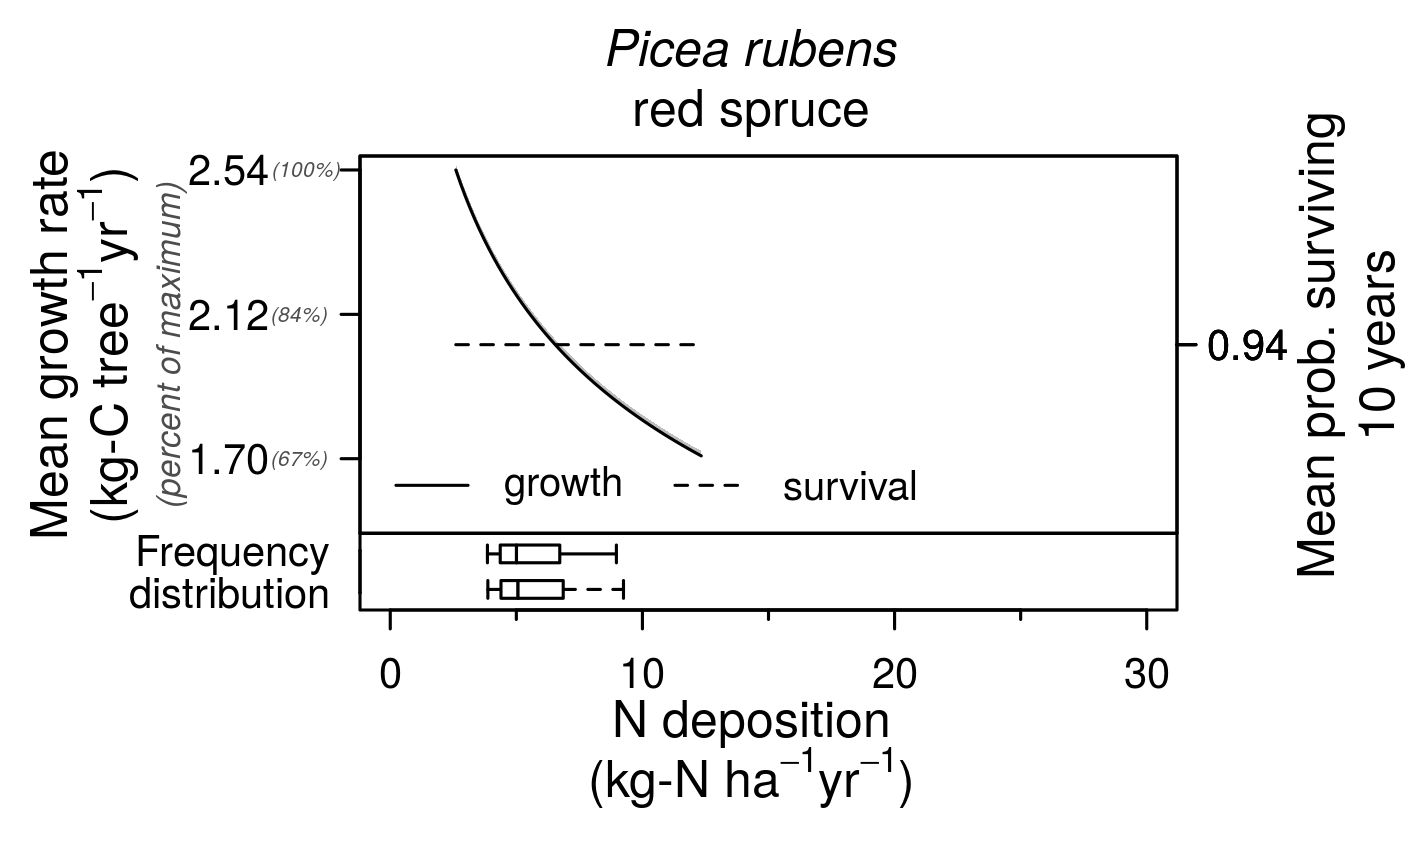 Picea rubens
red spruce
Mean growth rate
(kg-C tree⁻¹yr⁻¹)
(percent of maximum)
2.54 (100%)
2.12 (84%)
1.70 (67%)
growth
survival
0.94
Mean prob. surviving
10 years
Frequency
distribution
0 10 20 30
N deposition
(kg-N ha⁻¹yr⁻¹)